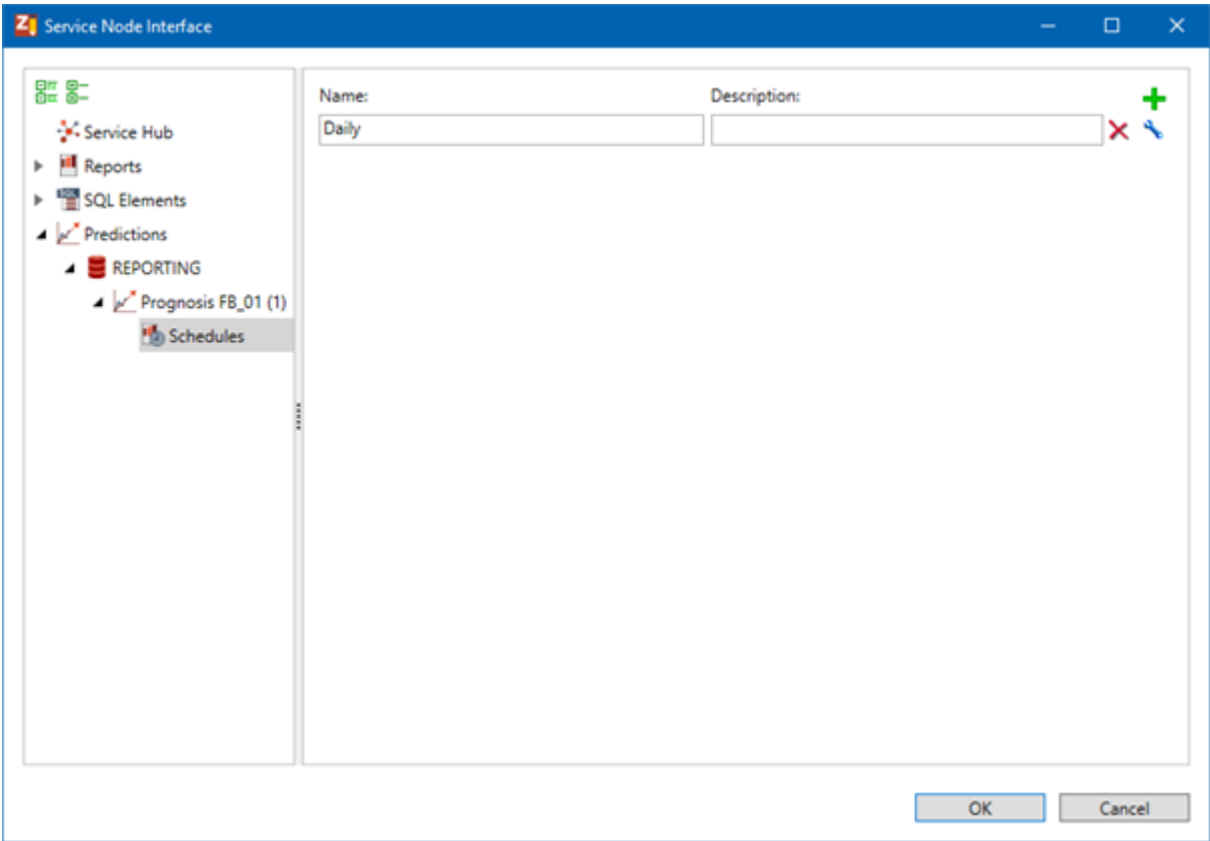 Service Node Interface
Service Hub
Reports
SQL Elements
Predictions
REPORTING
Prognosis FB_01 (1)
Schedules
Name: Description:
Daily
OK Cancel